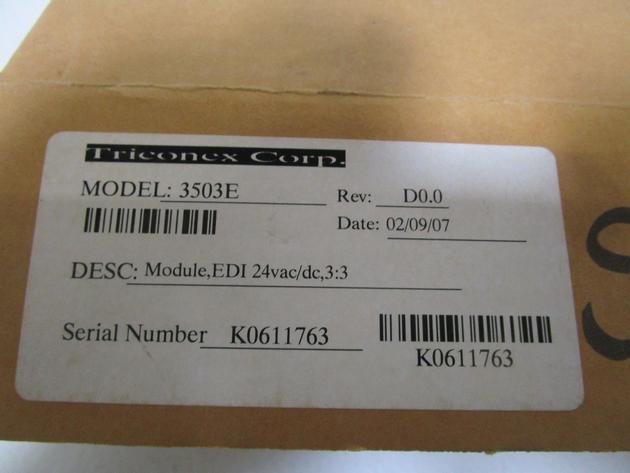 Triconex Corp.
MODEL: 3503E
Rev: D0.0
Date: 02/09/07
DESC: Module,EDI 24vac/dc,3:3
Serial Number K0611763
K0611763